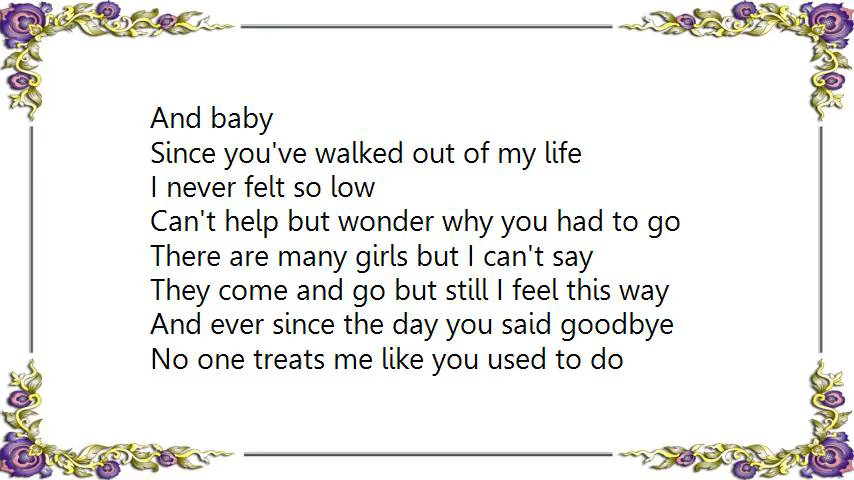 And baby
Since you've walked out of my life
I never felt so low
Can't help but wonder why you had to go
There are many girls but I can't say
They come and go but still I feel this way
And ever since the day you said goodbye
No one treats me like you used to do